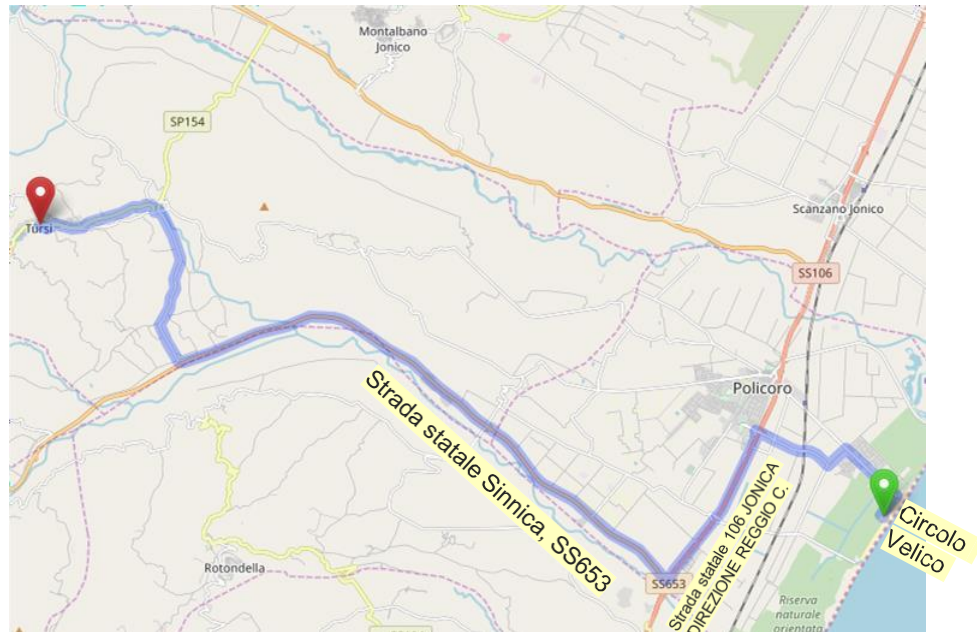 Montalbano
Jonico
SP154
Tursi
Scanzano Jonico
SS106
Policoro
Strada statale Sinnica, SS653
Strada statale 106 JONICA
DIREZIONE REGGIO C.
Circolo
Velico
SS653
Rotondella
Riserva
naturale
orientata